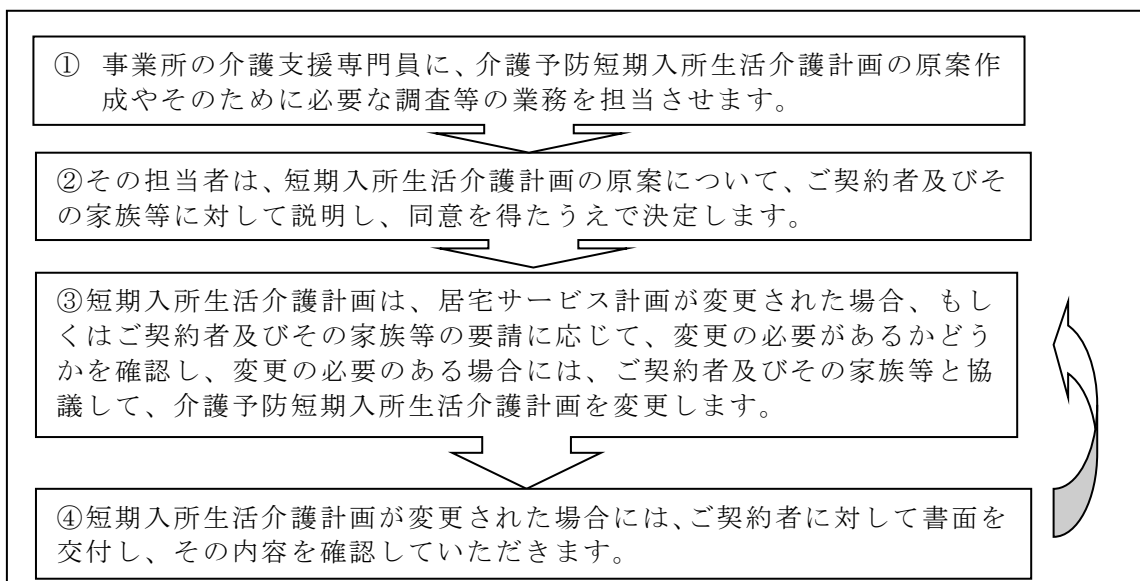 ① 事業所の介護支援専門員に、介護予防短期入所生活介護計画の原案作
成やそのために必要な調査等の業務を担当させます。
②その担当者は、短期入所生活介護計画の原案について、ご契約者及びそ
の家族等に対して説明し、同意を得たうえで決定します。
③短期入所生活介護計画は、居宅サービス計画が変更された場合、もし
くはご契約者及びその家族等の要請に応じて、変更の必要があるかどう
かを確認し、変更の必要のある場合には、ご契約者及びその家族等と協
議して、介護予防短期入所生活介護計画を変更します。
④短期入所生活介護計画が変更された場合には、ご契約者に対して書面を
交付し、その内容を確認していただきます。